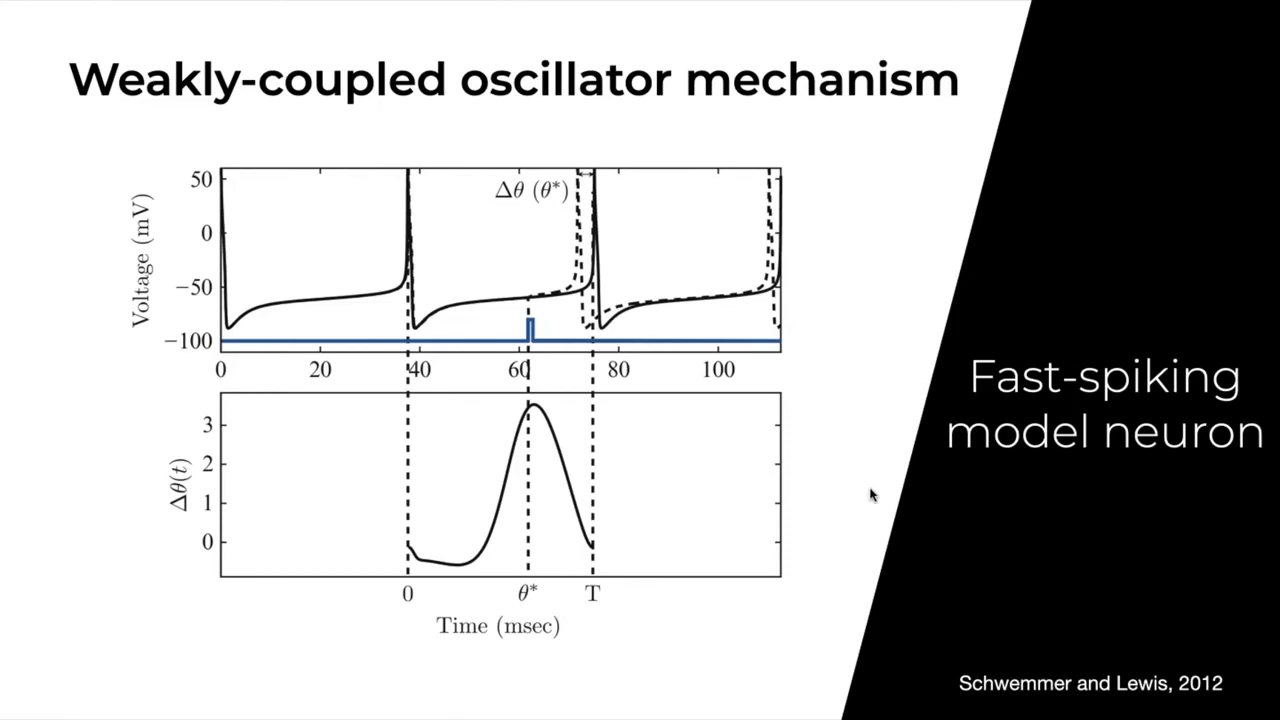 Weakly-coupled oscillator mechanism
Voltage (mV)
50
0
−50
−100
Δθ (θ*)
0 20 40 60 80 100
Δθ(t)
3
2
1
0
0 θ* T
Time (msec)
Fast-spiking
model neuron
Schwemmer and Lewis, 2012